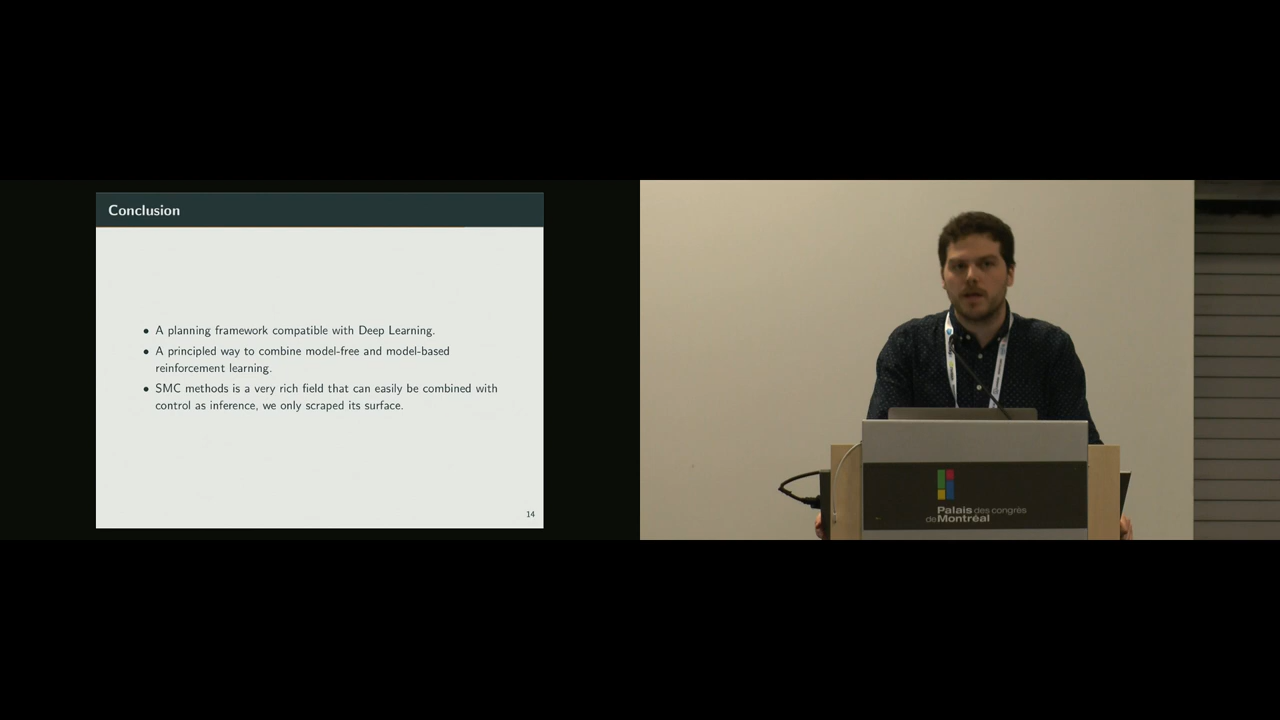 Conclusion
• A planning framework compatible with Deep Learning.
• A principled way to combine model-free and model-based
reinforcement learning.
• SMC methods is a very rich field that can easily be combined with
control as inference, we only scraped its surface.
14
Palais des congrès
de Montréal